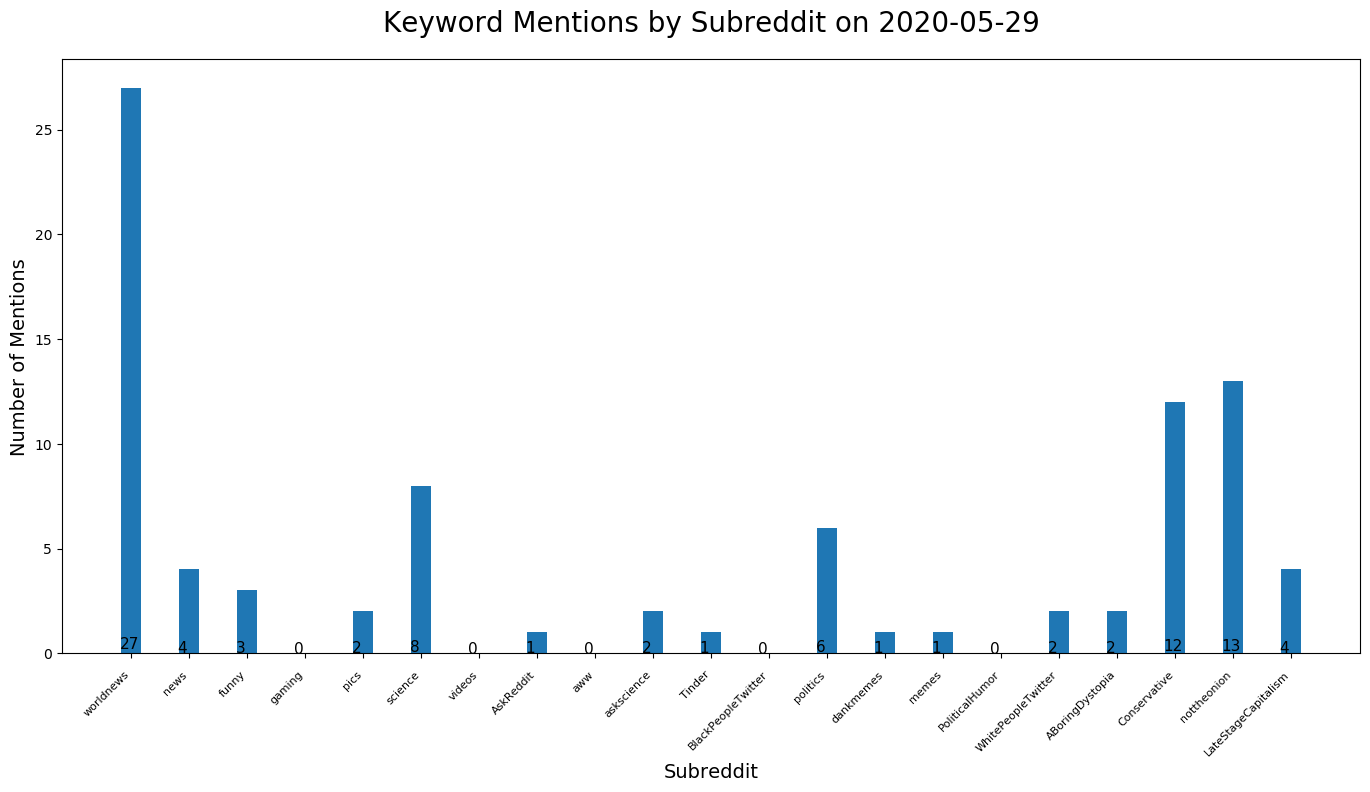 Keyword Mentions by Subreddit on 2020-05-29
Number of Mentions
25
20
15
10
5
0
27 4 3 0 2 8 0 1 0 2 1 0 6 1 1 0 2 2 12 13 4
worldnews news funny gaming pics science videos AskReddit aww askscience Tinder BlackPeopleTwitter politics dankmemes memes PoliticalHumor WhitePeopleTwitter ABoringDystopia Conservative nottheonion LateStageCapitalism
Subreddit